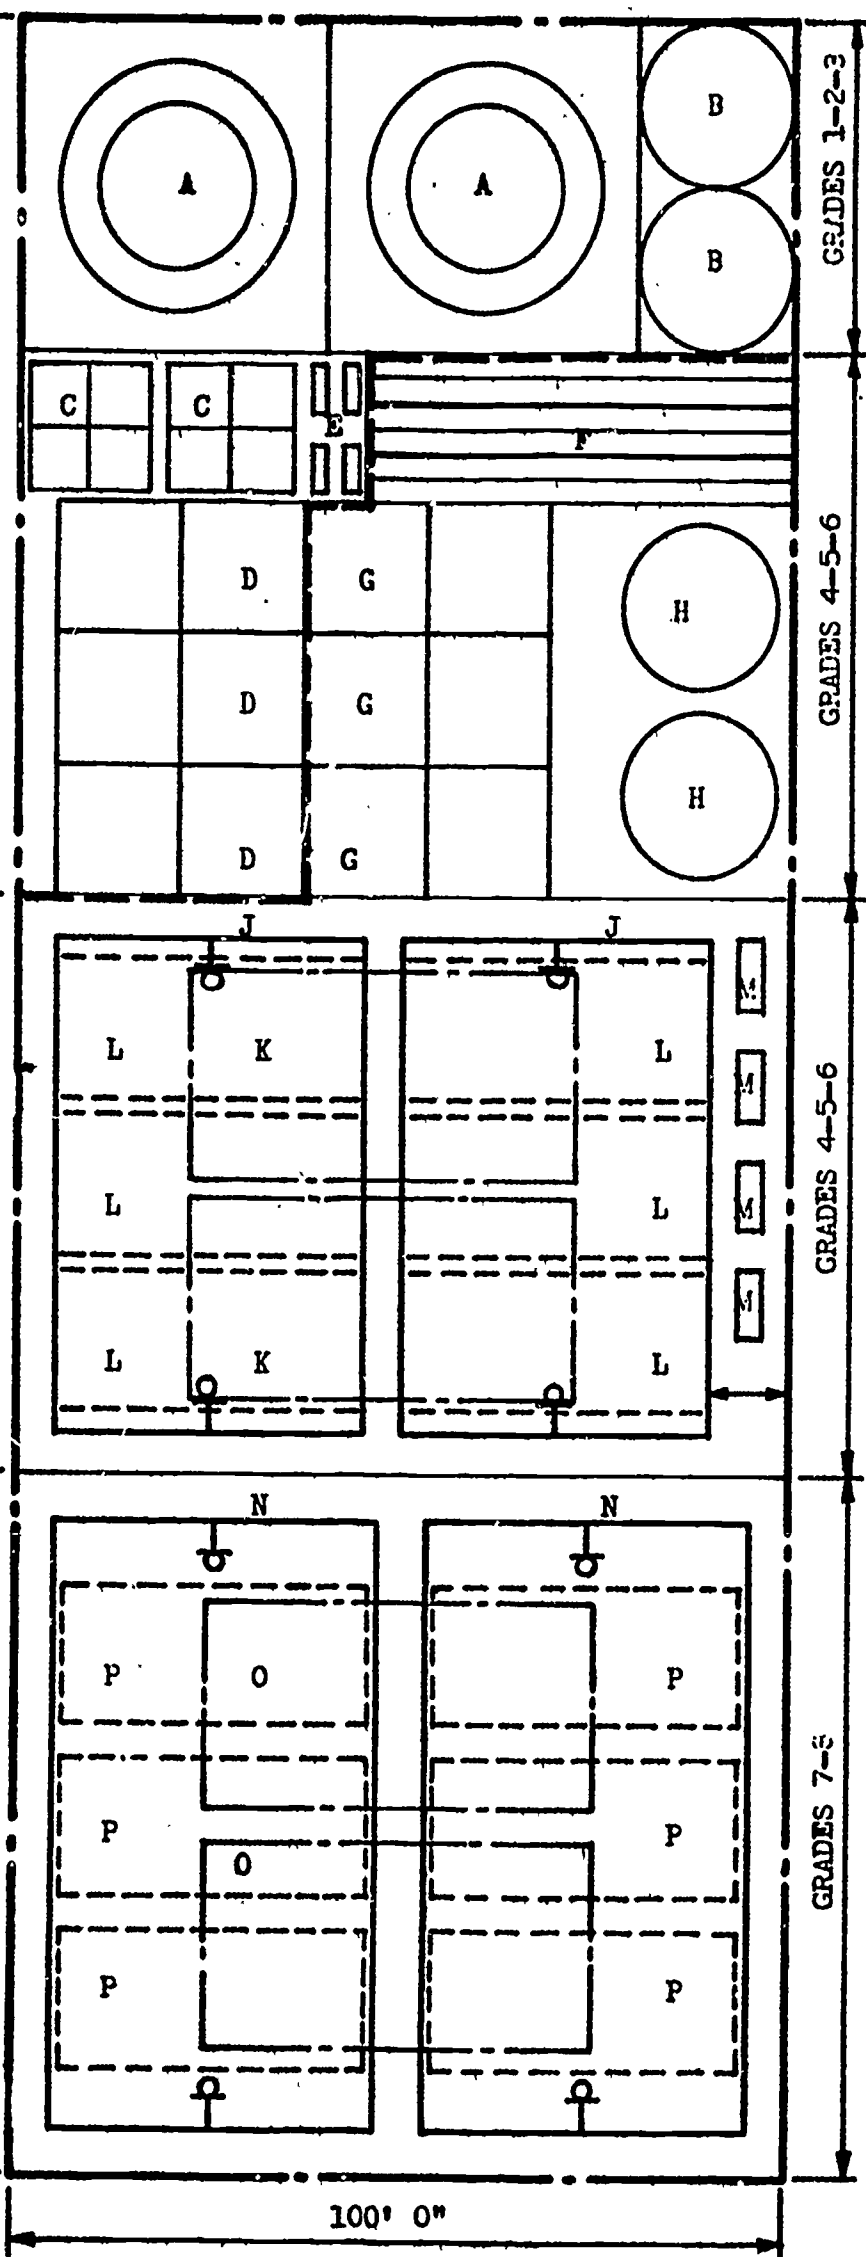 A A B
B
GRADES 1-2-3
C C E F
D G H
D G
H
D G
GRADES 4-5-6
J J
M
L K L
M
L L M
M
L K L
GRADES 4-5-6
N N
P O P
P P
O
P P
GRADES 7-8
100' 0"